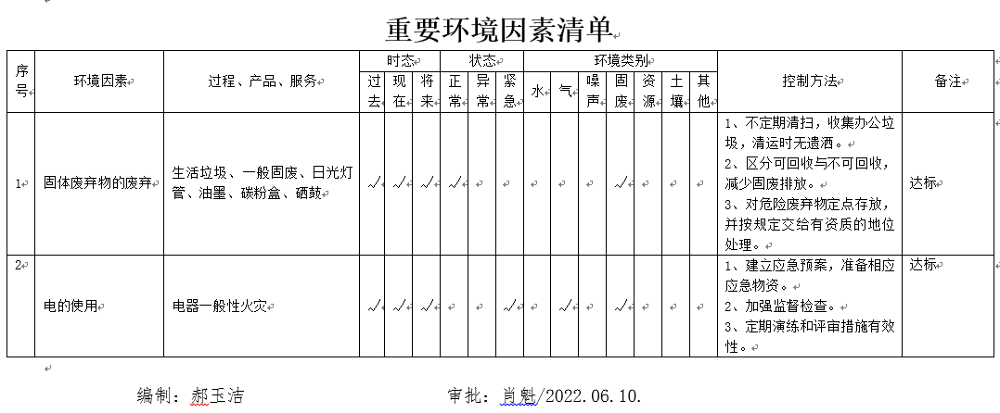 重要环境因素清单
序号 环境因素 过程、产品、服务 时态 状态 环境类别 控制方法 备注
过去 现在 将来 正常 异常 紧急 水 气 噪声 固废 资源 土壤 其他
1 固体废弃物的废弃 生活垃圾、一般固废、日光灯
管、油墨、碳粉盒、硒鼓 √ √ √ √ √
1、不定期清扫，收集办公垃
圾，清运时无遗洒。
2、区分可回收与不可回收，
减少固废排放。
3、对危险废弃物定点存放，
并按规定交给有资质的地位
处理。
达标
2 电的使用 电器一般性火灾 √ √ √ √ √ √
1、建立应急预案，准备相应
应急物资。
2、加强监督检查。
3、定期演练和评审措施有效
性。
达标
编制：郝玉洁 审批：肖魁/2022.06.10.